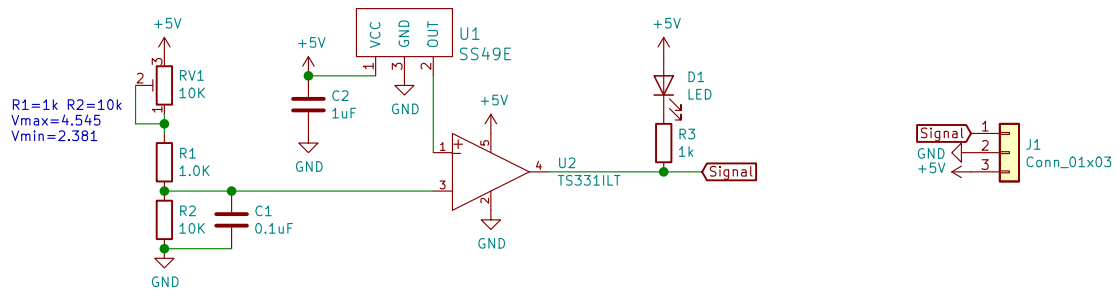 +5V
3
2
RV1
10K
1
R1=1k R2=10k
Vmax=4.545
Vmin=2.381
R1
1.0K
R2
10K
C1
0.1uF
GND
+5V
C2
1uF
GND
VCC
GND
OUT
1
3
2
U1
SS49E
GND
+5V
5
1
+
3
4
2
U2
TS331ILT
GND
+5V
D1
LED
R3
1k
Signal
Signal
1
GND
2
+5V
3
J1
Conn_01x03